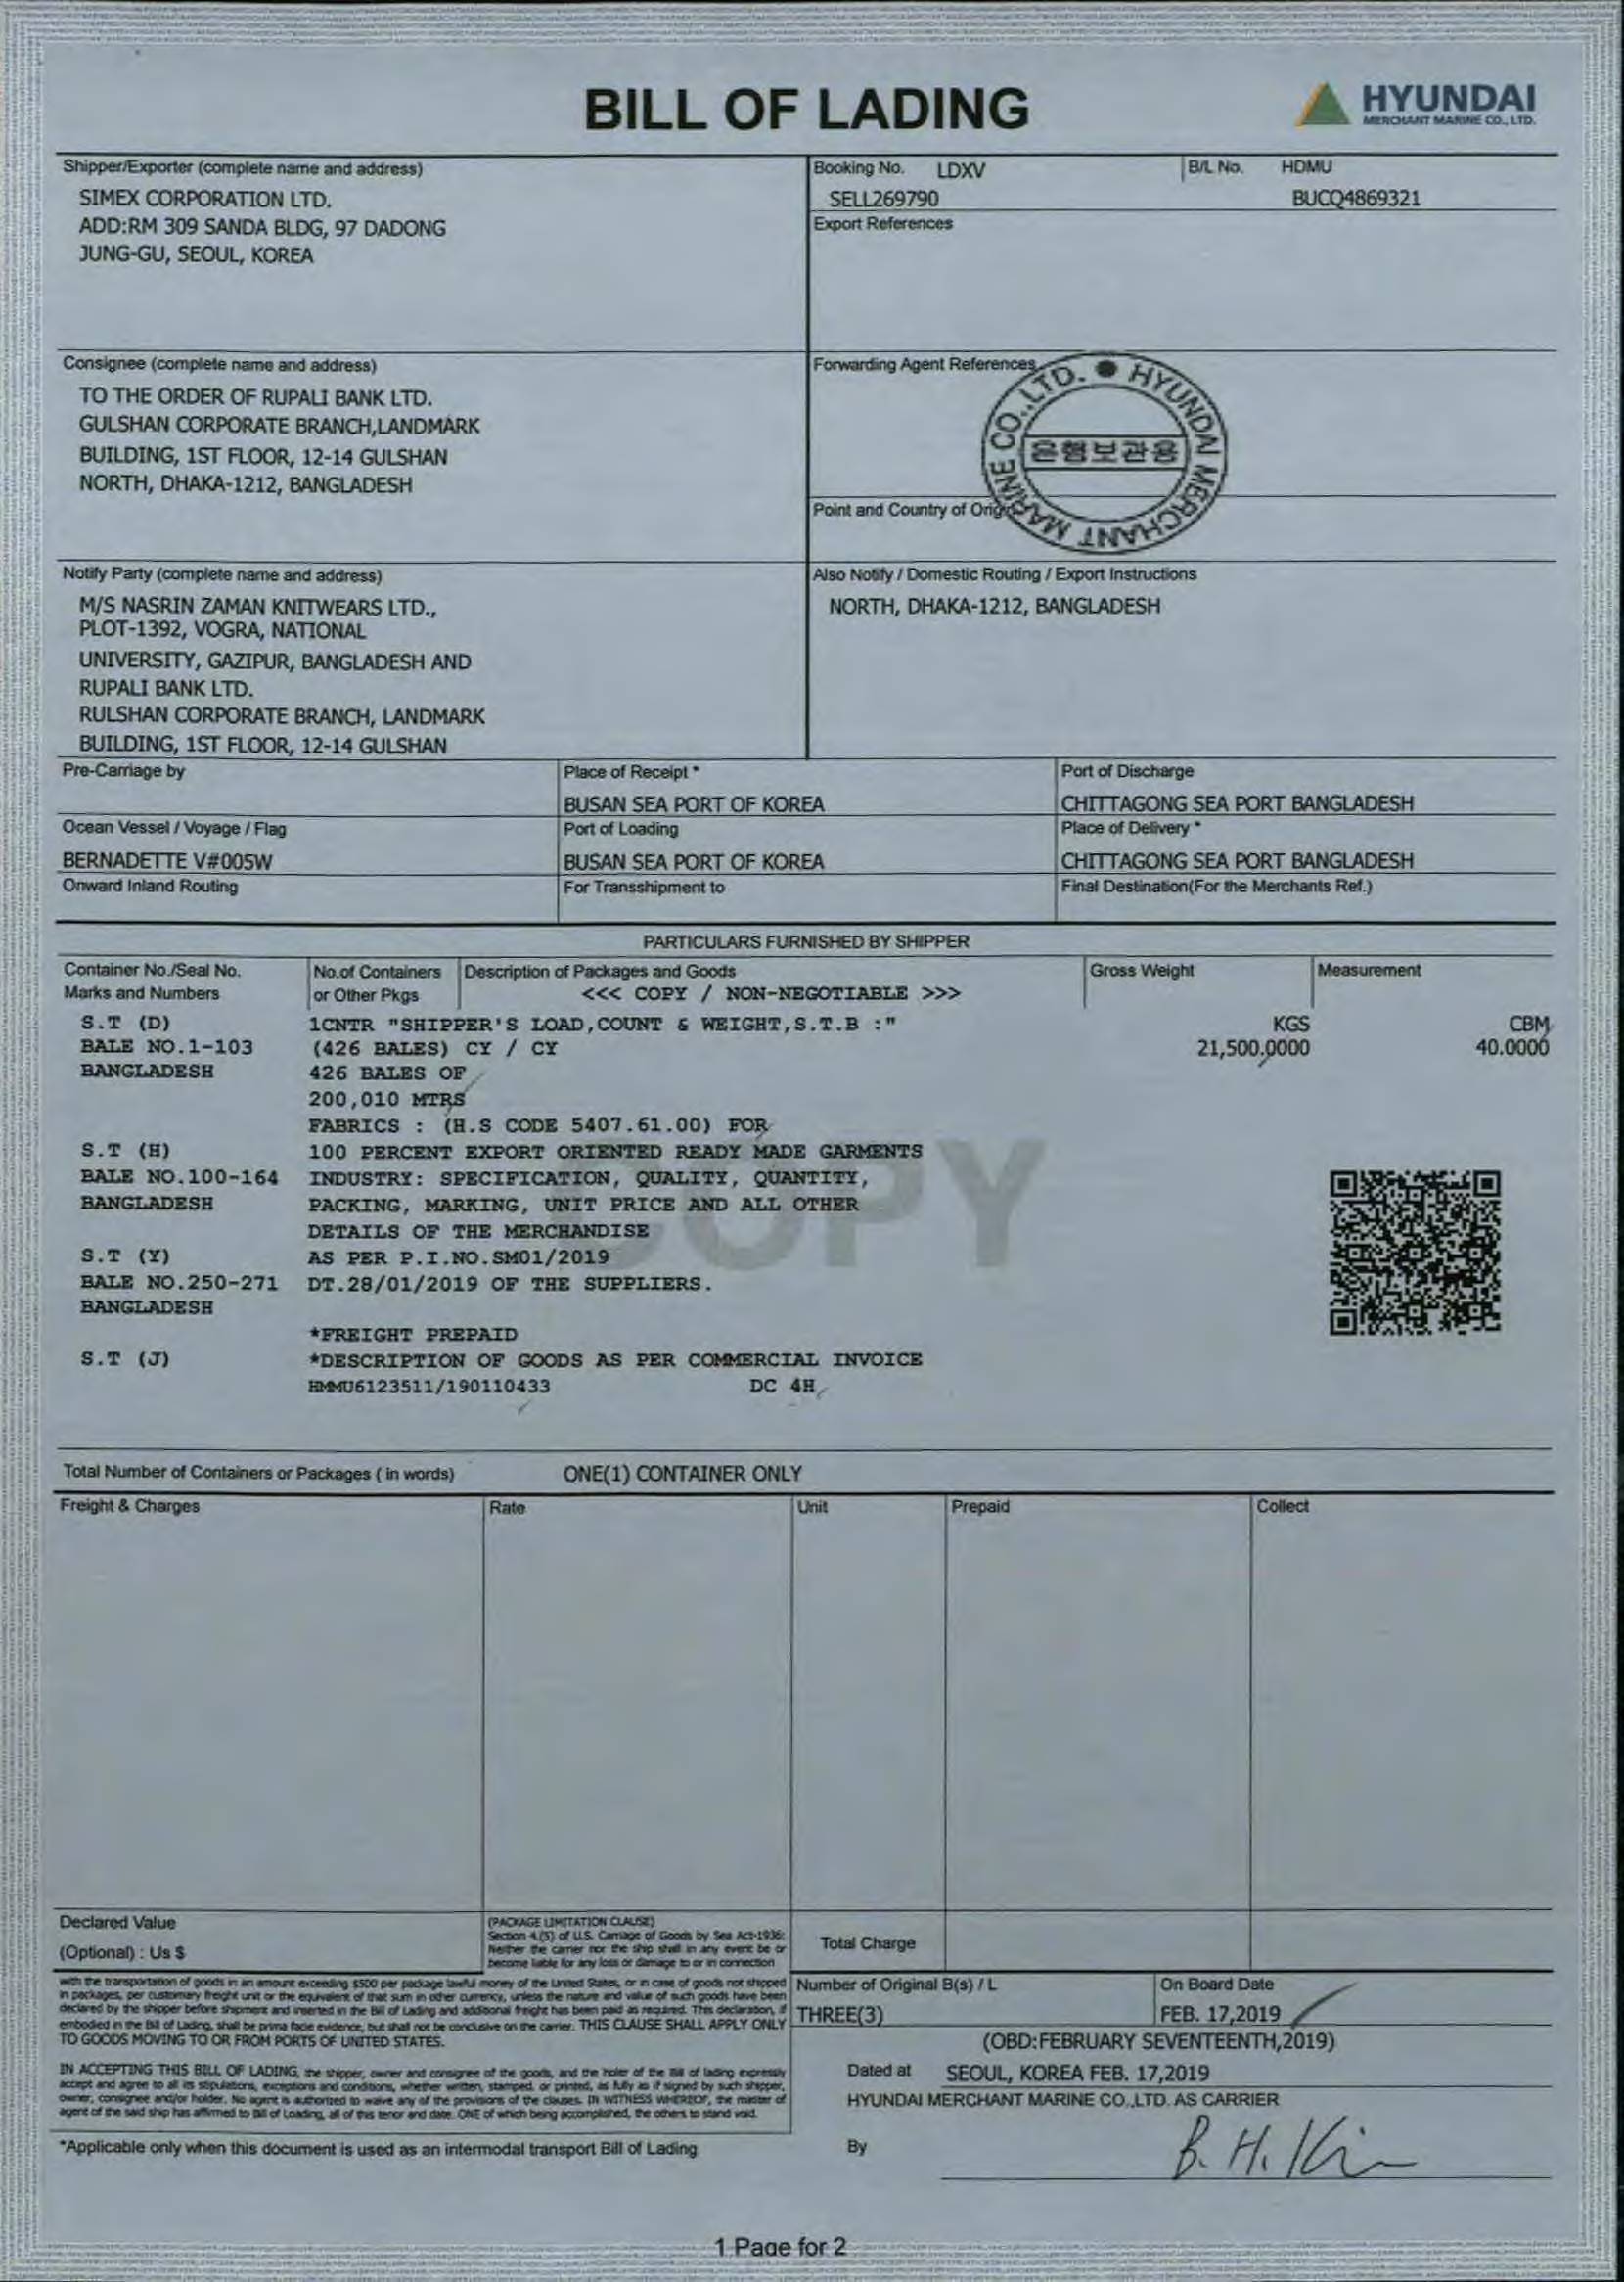 BILL OF LADING
HYUNDAI
MERCHANT MARINE CO., LTD.
Shipper/Exporter (complete name and address)
SIMEX CORPORATION LTD.
ADD:RM 309 SANDA BLDG, 97 DADONG
JUNG-GU, SEOUL, KOREA
Booking No. LDXV
SELL269790
B/L No. HDMU
BUCQ4869321
Export References
Consignee (complete name and address)
TO THE ORDER OF RUPALI BANK LTD.
GULSHAN CORPORATE BRANCH,LANDMARK
BUILDING, 1ST FLOOR, 12-14 GULSHAN
NORTH, DHAKA-1212, BANGLADESH
Forwarding Agent References
HYUNDAI MERCHANT MARINE CO.,LTD.
은행보관용
Point and Country of Origin
Notify Party (complete name and address)
M/S NASRIN ZAMAN KNITWEARS LTD.,
PLOT-1392, VOGRA, NATIONAL
UNIVERSITY, GAZIPUR, BANGLADESH AND
RUPALI BANK LTD.
RULSHAN CORPORATE BRANCH, LANDMARK
BUILDING, 1ST FLOOR, 12-14 GULSHAN
Also Notify / Domestic Routing / Export Instructions
NORTH, DHAKA-1212, BANGLADESH
Pre-Carriage by
Place of Receipt *
BUSAN SEA PORT OF KOREA
Port of Discharge
CHITTAGONG SEA PORT BANGLADESH
Ocean Vessel / Voyage / Flag
BERNADETTE V#005W
Port of Loading
BUSAN SEA PORT OF KOREA
Place of Delivery *
CHITTAGONG SEA PORT BANGLADESH
Onward Inland Routing
For Transshipment to
Final Destination(For the Merchants Ref.)
PARTICULARS FURNISHED BY SHIPPER
Container No./Seal No.
Marks and Numbers
No.of Containers
or Other Pkgs
Description of Packages and Goods
<<< COPY / NON-NEGOTIABLE >>>
Gross Weight
Measurement
S.T (D) 1CNTR "SHIPPER'S LOAD,COUNT & WEIGHT,S.T.B :" KGS CBM
BALE NO.1-103 (426 BALES) CY / CY 21,500.0000 40.0000
BANGLADESH 426 BALES OF
200,010 MTRS
FABRICS : (H.S CODE 5407.61.00) FOR
S.T (H) 100 PERCENT EXPORT ORIENTED READY MADE GARMENTS
BALE NO.100-164 INDUSTRY: SPECIFICATION, QUALITY, QUANTITY,
BANGLADESH PACKING, MARKING, UNIT PRICE AND ALL OTHER
DETAILS OF THE MERCHANDISE
S.T (Y) AS PER P.I.NO.SM01/2019
BALE NO.250-271 DT.28/01/2019 OF THE SUPPLIERS.
BANGLADESH
*FREIGHT PREPAID
S.T (J) *DESCRIPTION OF GOODS AS PER COMMERCIAL INVOICE
HMMU6123511/190110433 DC 4H
COPY
Total Number of Containers or Packages ( in words) ONE(1) CONTAINER ONLY
Freight & Charges
Rate
Unit
Prepaid
Collect
Declared Value
(Optional) : Us $
(PACKAGE LIMITATION CLAUSE)
Section 4.(5) of U.S. Carriage of Goods by Sea Act-1936:
Neither the carrier nor the ship shall in any event be or
become liable for any loss or damage to or in connection
Total Charge
with the transportation of goods in an amount exceeding $500 per package lawful money of the United States, or in case of goods not shipped
in packages, per customary freight unit or the equivalent of that sum in other currency, unless the nature and value of such goods have been
declared by the shipper before shipment and inserted in the Bill of Lading and additional freight has been paid as required. This declaration, if
embodied in the Bill of Lading, shall be prima facie evidence, but shall not be conclusive on the carrier. THIS CLAUSE SHALL APPLY ONLY
TO GOODS MOVING TO OR FROM PORTS OF UNITED STATES.
Number of Original B(s) / L
THREE(3)
On Board Date
FEB. 17,2019
(OBD:FEBRUARY SEVENTEENTH,2019)
IN ACCEPTING THIS BILL OF LADING, the shipper, owner and consignee of the goods, and the holer of the Bill of lading expressly
accept and agree to all its stipulations, exceptions and conditions, whether written, stamped, or printed, as fully as if signed by such shipper,
owner, consignee and/or holder. No agent is authorized to waive any of the provisions of the clauses. IN WITNESS WHEREOF, the master of
agent of the said ship has affirmed to Bill of Loading, all of this tenor and date. ONE of which being accomplished, the others to stand void.
Dated at SEOUL, KOREA FEB. 17,2019
HYUNDAI MERCHANT MARINE CO.,LTD. AS CARRIER
*Applicable only when this document is used as an intermodal transport Bill of Lading
By B. H. Kim
1 Page for 2